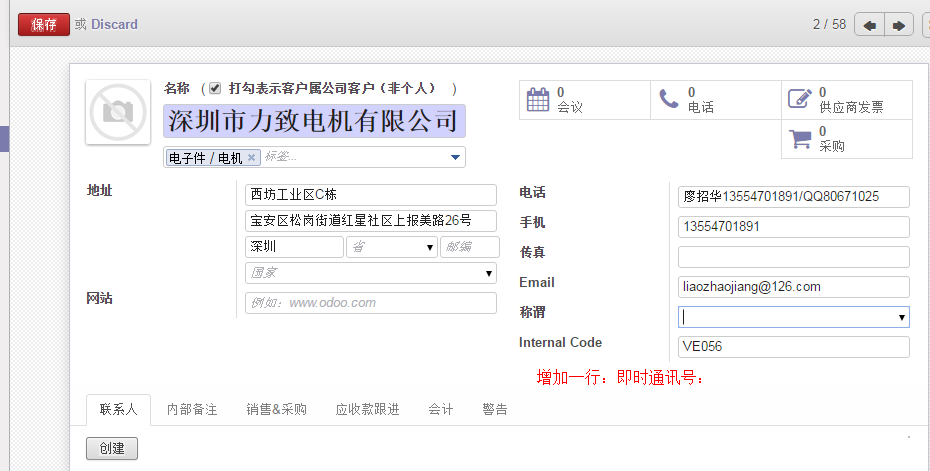 保存 或 Discard 2 / 58
名称 ( 打勾表示客户属公司客户（非个人） )
深圳市力致电机有限公司
电子件 / 电机 × 标签...
0 会议
0 电话
0 供应商发票
0 采购
地址
西坊工业区C栋
宝安区松岗街道红星社区上报美路26号
深圳 省 邮编
国家
网站 例如：www.odoo.com
电话 廖招华13554701891/QQ80671025
手机 13554701891
传真
Email liaozhaojiang@126.com
称谓
Internal Code VE056
增加一行：即时通讯号：
联系人 内部备注 销售&采购 应收款跟进 会计 警告
创建